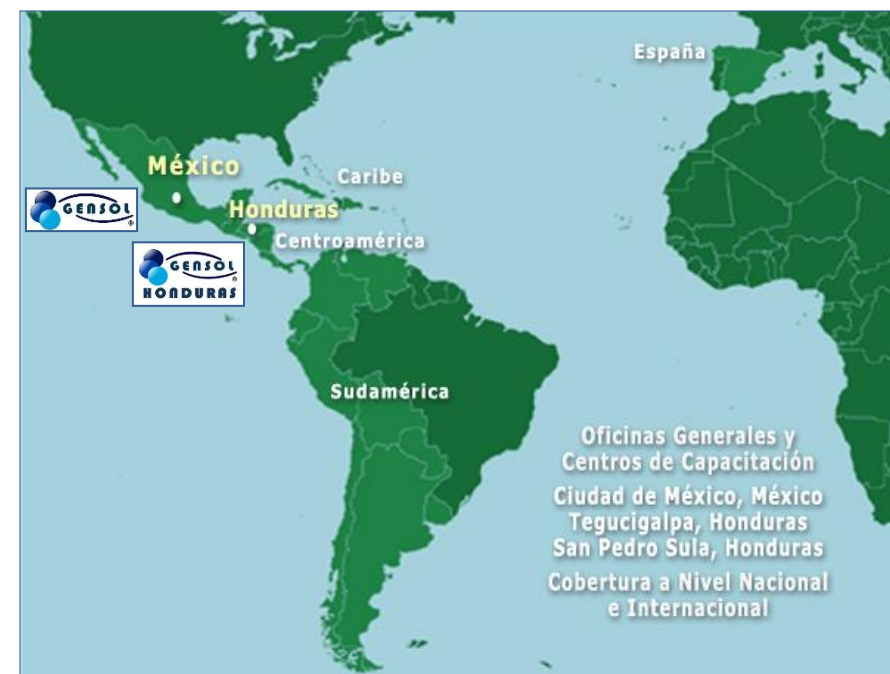 España
México
Caribe
GENSOL
®
Honduras
Centroamérica
GENSOL
®
HONDURAS
Sudamérica
Oficinas Generales y
Centros de Capacitación
Ciudad de México, México
Tegucigalpa, Honduras
San Pedro Sula, Honduras
Cobertura a Nivel Nacional
e Internacional